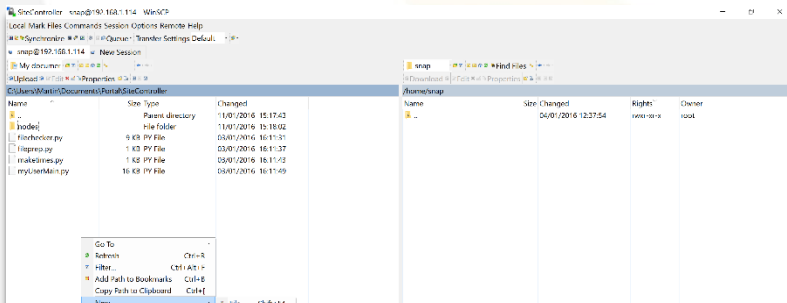 SiteController - snap@192.168.1.114 - WinSCP
Local Mark Files Commands Session Options Remote Help
Synchronize Queue Transfer Settings Default
snap@192.168.1.114 New Session
My documer snap Find Files
Upload Edit Properties Download Edit Properties
C:\Users\Martin\Documents\Portal\SiteController /home/snap
Name Size Type Changed Name Size Changed Rights Owner
.. Parent directory 11/01/2016 15:17:43 .. 04/01/2016 12:37:54 rwxr-xr-x root
nodes File folder 11/01/2016 15:18:02
filechecker.py 9 KB PY File 03/01/2016 16:11:31
fileprep.py 1 KB PY File 03/01/2016 16:11:37
maketimes.py 1 KB PY File 03/01/2016 16:11:43
myUserMain.py 16 KB PY File 03/01/2016 16:11:49
Go To
Refresh Ctrl+R
Filter... Ctrl+Alt+F
Add Path to Bookmarks Ctrl+B
Copy Path to Clipboard Ctrl+[
New